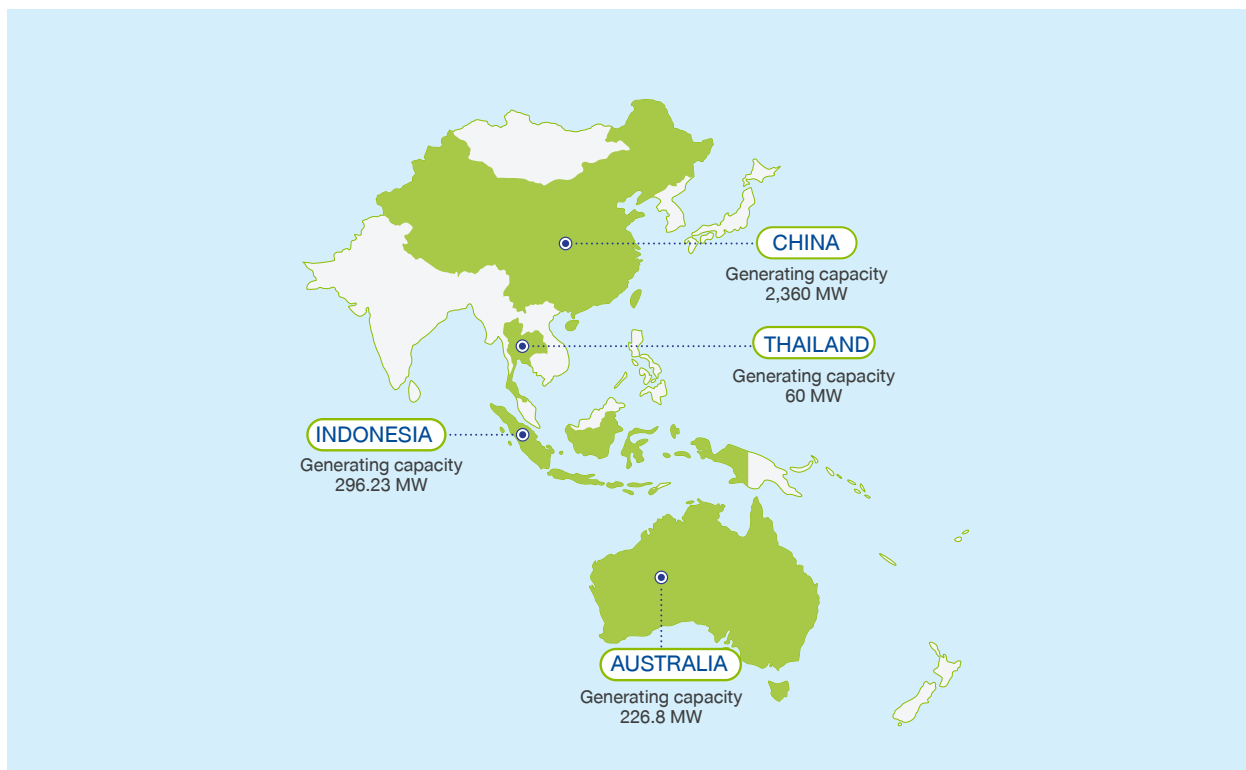 CHINA
Generating capacity
2,360 MW
THAILAND
Generating capacity
60 MW
INDONESIA
Generating capacity
296.23 MW
AUSTRALIA
Generating capacity
226.8 MW